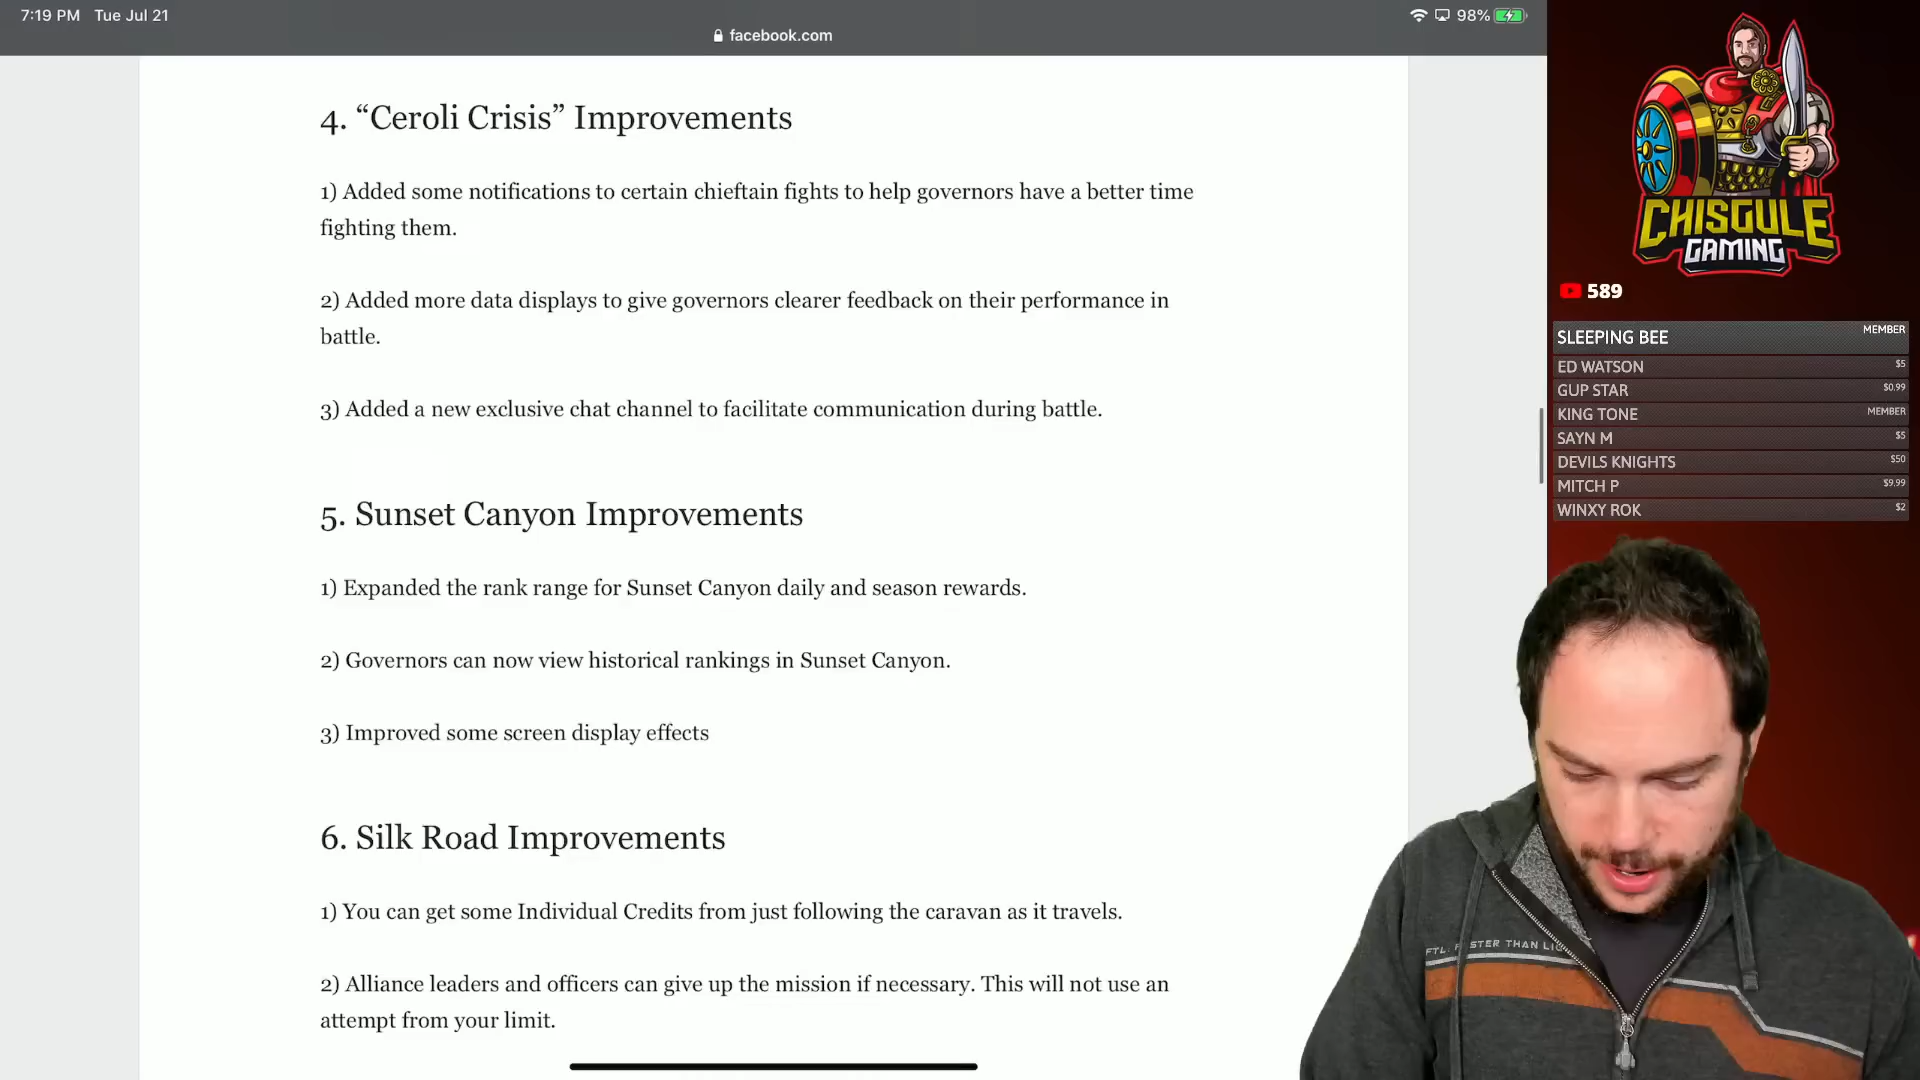 7:19 PM Tue Jul 21
98%
facebook.com
4. “Ceroli Crisis” Improvements
1) Added some notifications to certain chieftain fights to help governors have a better time
fighting them.
2) Added more data displays to give governors clearer feedback on their performance in
battle.
3) Added a new exclusive chat channel to facilitate communication during battle.
5. Sunset Canyon Improvements
1) Expanded the rank range for Sunset Canyon daily and season rewards.
2) Governors can now view historical rankings in Sunset Canyon.
3) Improved some screen display effects
6. Silk Road Improvements
1) You can get some Individual Credits from just following the caravan as it travels.
2) Alliance leaders and officers can give up the mission if necessary. This will not use an
attempt from your limit.
CHISGULE
GAMING
589
SLEEPING BEE MEMBER
ED WATSON $5
GUP STAR $0.99
KING TONE MEMBER
SAYN M $5
DEVILS KNIGHTS $50
MITCH P $9.99
WINXY ROK $2
FTL: STER THAN